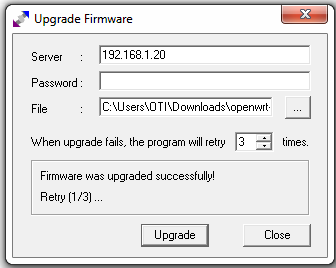 Upgrade Firmware
Server : 192.168.1.20
Password :
File : C:\Users\OTI\Downloads\openwrt- ...
When upgrade fails, the program will retry 3 times.
Firmware was upgraded successfully!
Retry (1/3) ...
Upgrade Close